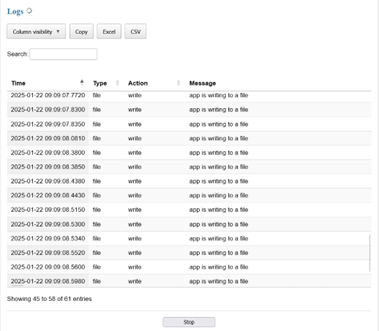 Logs
Column visibility
Copy
Excel
CSV
Search:
Time Type Action Message
2025-01-22 09:09:07.7720 file write app is writing to a file
2025-01-22 09:09:07.8300 file write app is writing to a file
2025-01-22 09:09:07.8350 file write app is writing to a file
2025-01-22 09:09:08.0810 file write app is writing to a file
2025-01-22 09:09:08.3800 file write app is writing to a file
2025-01-22 09:09:08.3850 file write app is writing to a file
2025-01-22 09:09:08.4380 file write app is writing to a file
2025-01-22 09:09:08.4430 file write app is writing to a file
2025-01-22 09:09:08.5150 file write app is writing to a file
2025-01-22 09:09:08.5300 file write app is writing to a file
2025-01-22 09:09:08.5340 file write app is writing to a file
2025-01-22 09:09:08.5520 file write app is writing to a file
2025-01-22 09:09:08.5600 file write app is writing to a file
2025-01-22 09:09:08.5980 file write app is writing to a file
Showing 45 to 58 of 61 entries
Stop